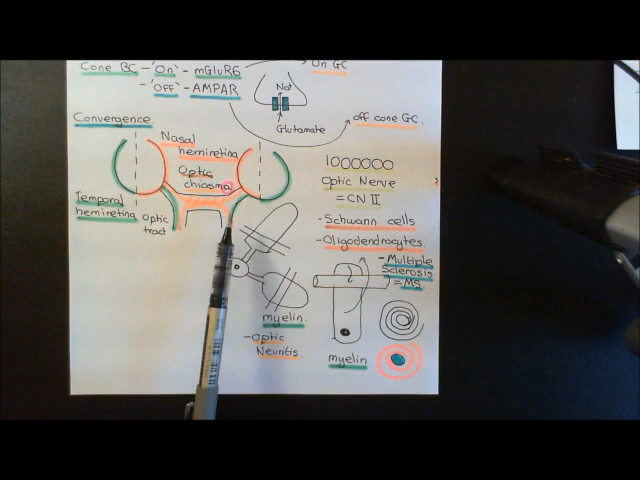 Cone BC - 'On' - mGluR6
On GC
- 'Off' - AMPAR
Na+
Glutamate
off cone GC.
Convergence
Nasal
hemiretina
Optic
chiasma
Temporal
hemiretina
Optic
tract
1000000
Optic Nerve
= CN II
- Schwann cells
- Oligodendrocytes.
- Multiple
Sclerosis
= MS
myelin.
- Optic
Neuritis.
myelin